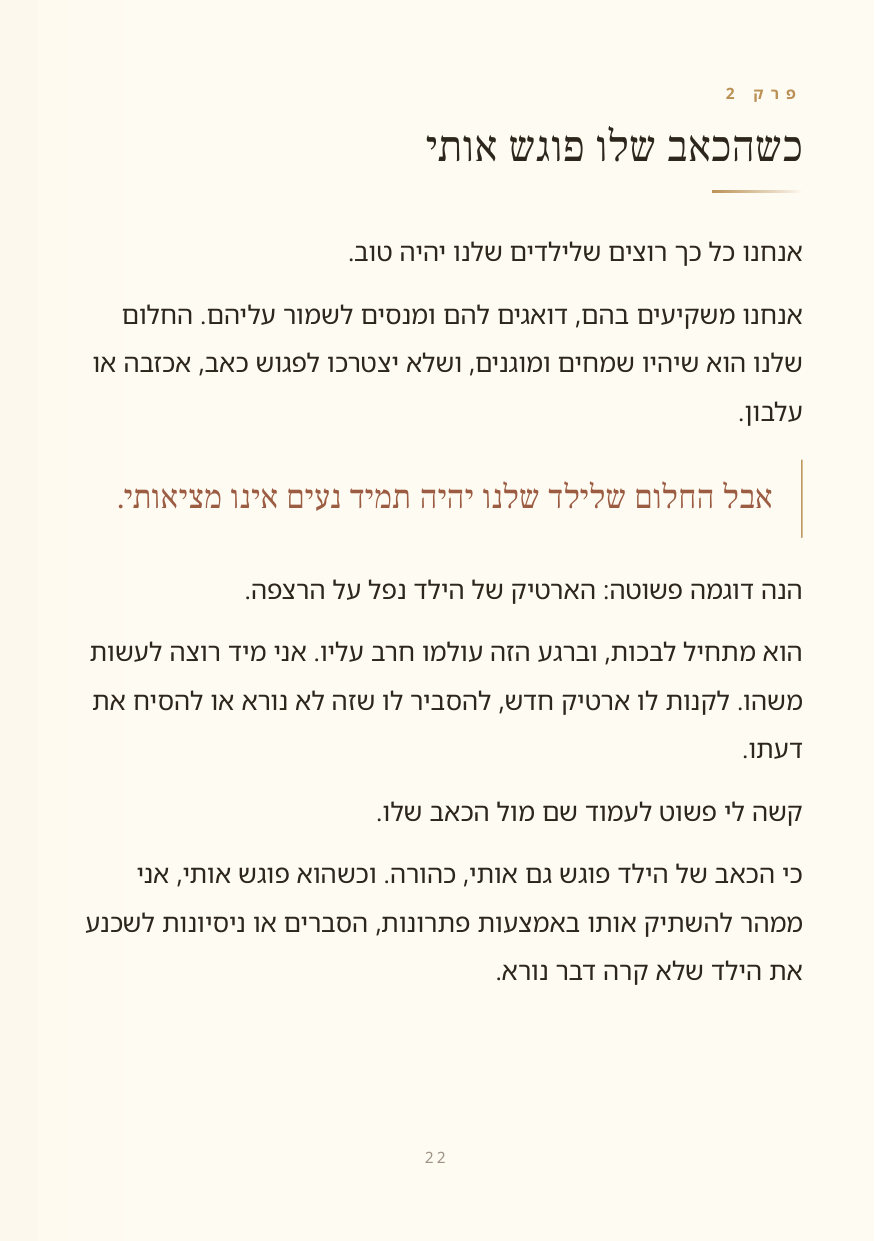 פרק 2
כשהכאב שלו פוגש אותי
אנחנו כל כך רוצים שלילדים שלנו יהיה טוב.
אנחנו משקיעים בהם, דואגים להם ומנסים לשמור עליהם. החלום
שלנו הוא שיהיו שמחים ומוגנים, ושלא יצטרכו לפגוש כאב, אכזבה או
עלבון.
אבל החלום שלילד שלנו יהיה תמיד נעים אינו מציאותי.
הנה דוגמה פשוטה: הארטיק של הילד נפל על הרצפה.
הוא מתחיל לבכות, וברגע הזה עולמו חרב עליו. אני מיד רוצה לעשות
משהו. לקנות לו ארטיק חדש, להסביר לו שזה לא נורא או להסיח את
דעתו.
קשה לי פשוט לעמוד שם מול הכאב שלו.
כי הכאב של הילד פוגש גם אותי, כהורה. וכשהוא פוגש אותי, אני
ממהר להשתיק אותו באמצעות פתרונות, הסברים או ניסיונות לשכנע
את הילד שלא קרה דבר נורא.
22